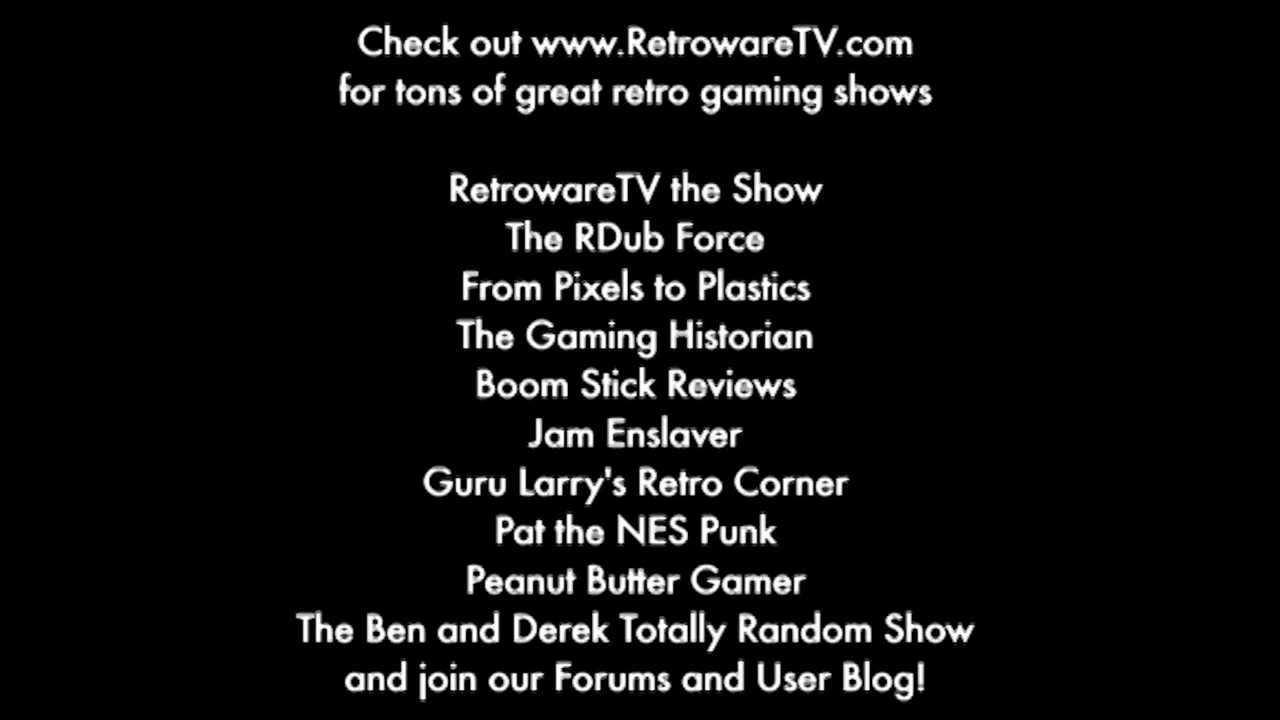 Check out www.RetrowareTV.com
for tons of great retro gaming shows
RetrowareTV the Show
The RDub Force
From Pixels to Plastics
The Gaming Historian
Boom Stick Reviews
Jam Enslaver
Guru Larry's Retro Corner
Pat the NES Punk
Peanut Butter Gamer
The Ben and Derek Totally Random Show
and join our Forums and User Blog!